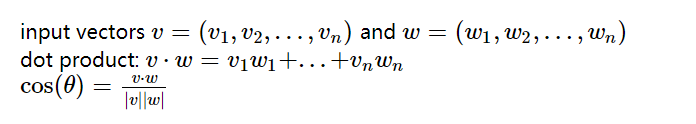 input vectors v = (v₁, v₂, . . . , vₙ) and w = (w₁, w₂, . . . , wₙ)
dot product: v · w = v₁w₁+. . . +vₙwₙ
cos(θ) = v·w / |v||w|